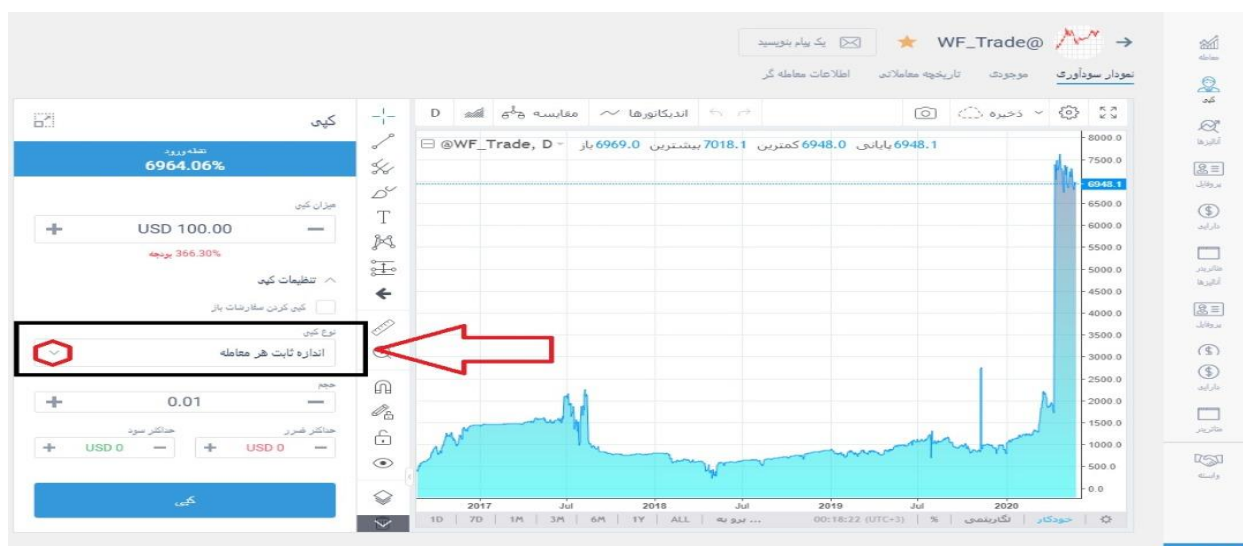 WF_Trade@
یک پیام بنویسید
نمودار سودآوری
موجودی
تاریخچه معاملاتی
اطلاعات معامله گر
معامله
کپی
آنالیزها
پروفایل
دارایی
متاتریدر
آنالیزها
پروفایل
دارایی
متاتریدر
وابسته
ذخیره
اندیکاتورها
مقایسه
D
@WF_Trade, D
باز 6969.0 بیشترین 7018.1 کمترین 6948.0 پایانی 6948.1
8000.0
7500.0
6948.1
6500.0
6000.0
5500.0
5000.0
4500.0
4000.0
3500.0
3000.0
2500.0
2000.0
1500.0
1000.0
500.0
0.0
2017 Jul 2018 Jul 2019 Jul 2020
1D 7D 1M 3M 6M 1Y ALL برو به ...
00:18:22 (UTC+3) % لگاریتمی خودکار
کپی
نقطه ورود
6964.06%
میزان کپی
USD 100.00
366.30% بودجه
تنظیمات کپی
کپی کردن سفارشات باز
نوع کپی
اندازه ثابت هر معامله
حجم
0.01
حداکثر ضرر
حداکثر سود
USD 0
USD 0
کپی